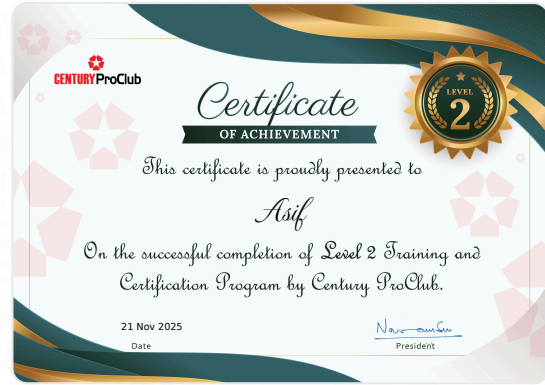 CENTURY ProClub
Certificate
OF ACHIEVEMENT
LEVEL
2
This certificate is proudly presented to
Asif
On the successful completion of Level 2 Training and
Certification Program by Century ProClub.
21 Nov 2025
Date
President